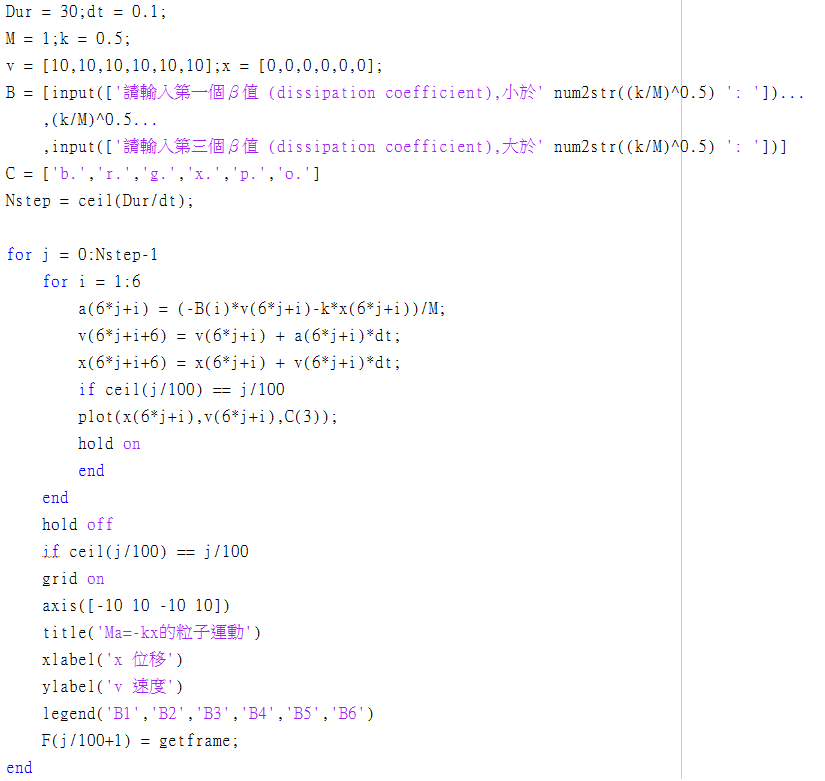 Dur = 30;dt = 0.1;
M = 1;k = 0.5;
v = [10,10,10,10,10,10];x = [0,0,0,0,0,0];
B = [input(['請輸入第一個β值 (dissipation coefficient),小於' num2str((k/M)^0.5) ': '])...
,(k/M)^0.5...
,input(['請輸入第三個β值 (dissipation coefficient),大於' num2str((k/M)^0.5) ': '])]
C = ['b.','r.','g.','x.','p.','o.']
Nstep = ceil(Dur/dt);
for j = 0:Nstep-1
for i = 1:6
a(6*j+i) = (-B(i)*v(6*j+i)-k*x(6*j+i))/M;
v(6*j+i+6) = v(6*j+i) + a(6*j+i)*dt;
x(6*j+i+6) = x(6*j+i) + v(6*j+i)*dt;
if ceil(j/100) == j/100
plot(x(6*j+i),v(6*j+i),C(3));
hold on
end
end
hold off
if ceil(j/100) == j/100
grid on
axis([-10 10 -10 10])
title('Ma=-kx的粒子運動')
xlabel('x 位移')
ylabel('v 速度')
legend('B1','B2','B3','B4','B5','B6')
F(j/100+1) = getframe;
end